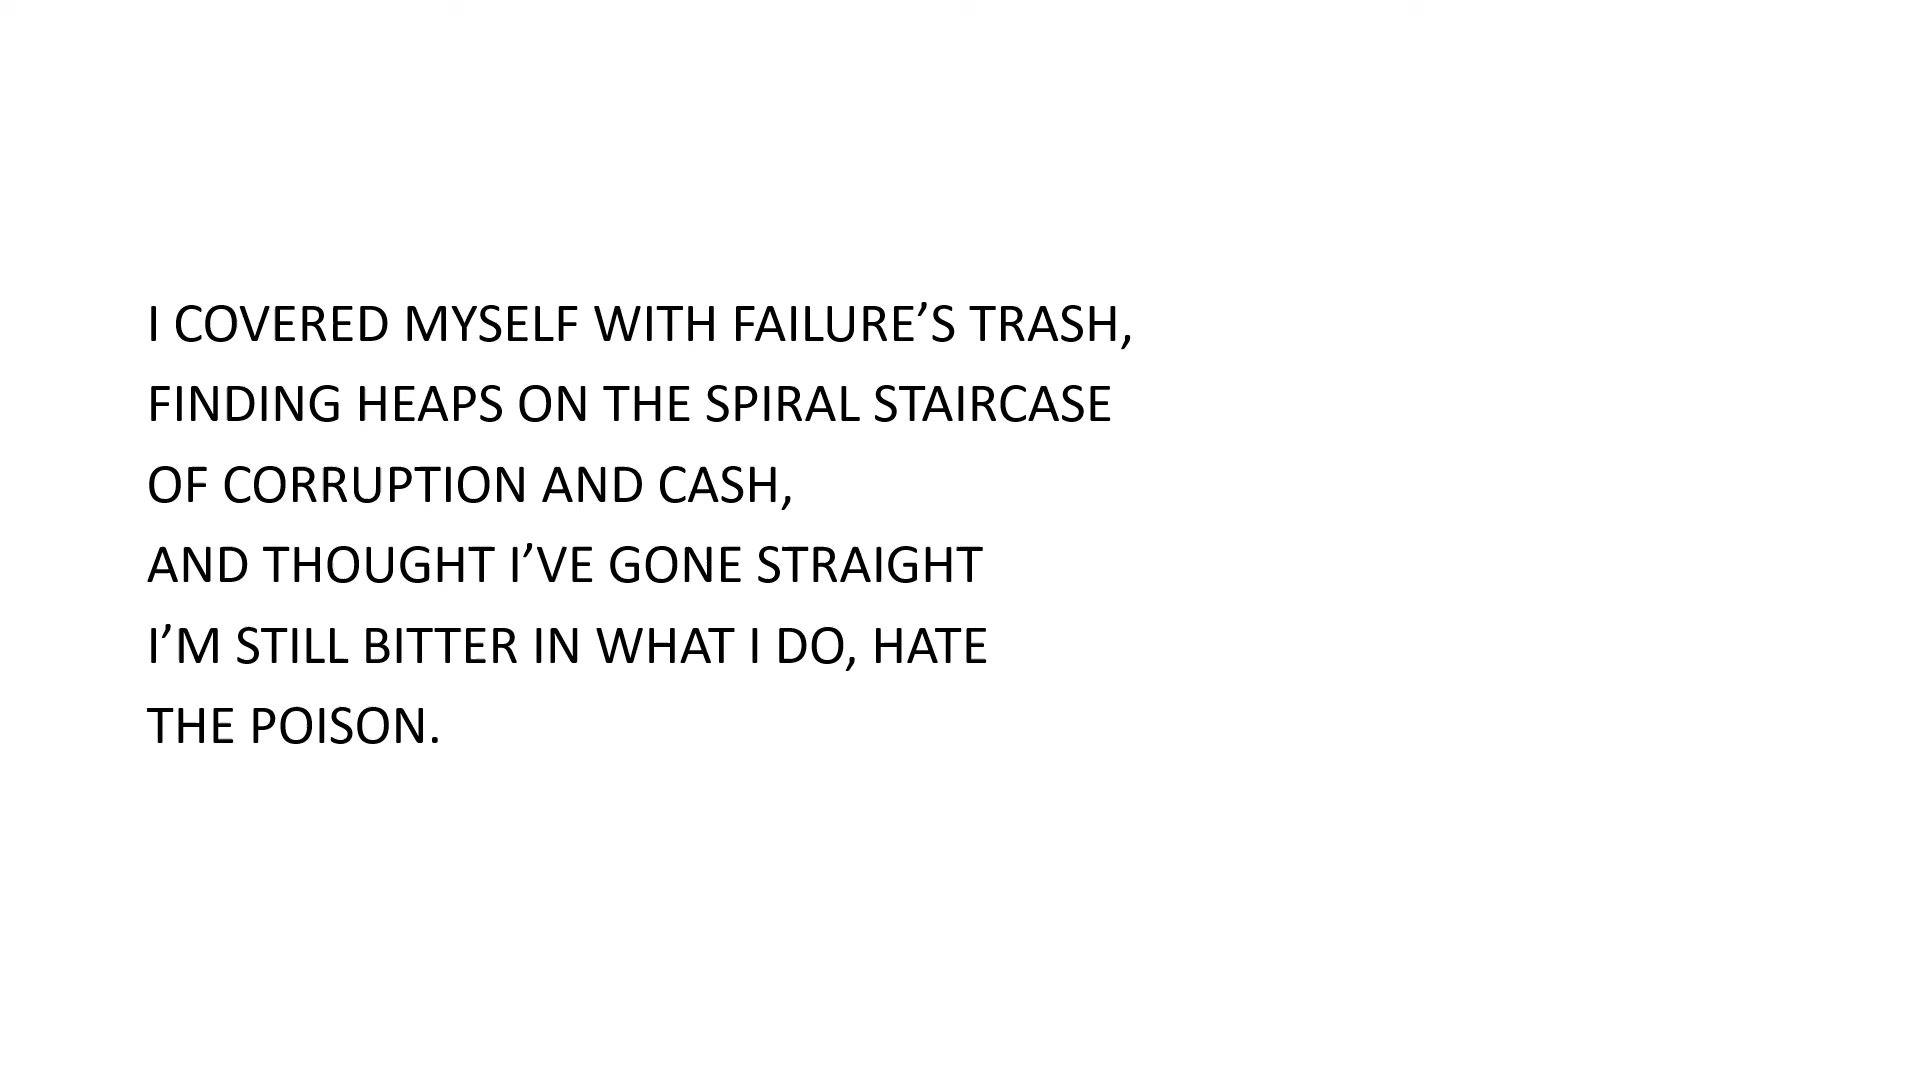 I COVERED MYSELF WITH FAILURE’S TRASH,
FINDING HEAPS ON THE SPIRAL STAIRCASE
OF CORRUPTION AND CASH,
AND THOUGHT I’VE GONE STRAIGHT
I’M STILL BITTER IN WHAT I DO, HATE
THE POISON.